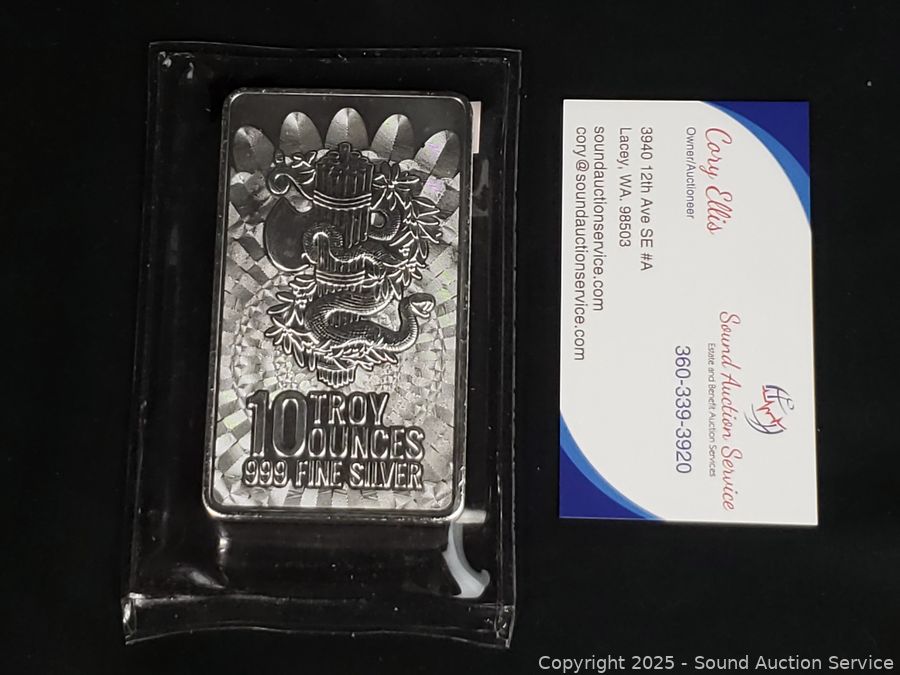 10 TROY
OUNCES
999 FINE SILVER
Cory Ellis
Owner/Auctioneer
3940 12th Ave SE #A
Lacey, WA. 98503
soundauctionservice.com
cory@soundauctionservice.com
Sound Auction Service
Estate and Benefit Auction Services
360-339-3920
Copyright 2025 - Sound Auction Service